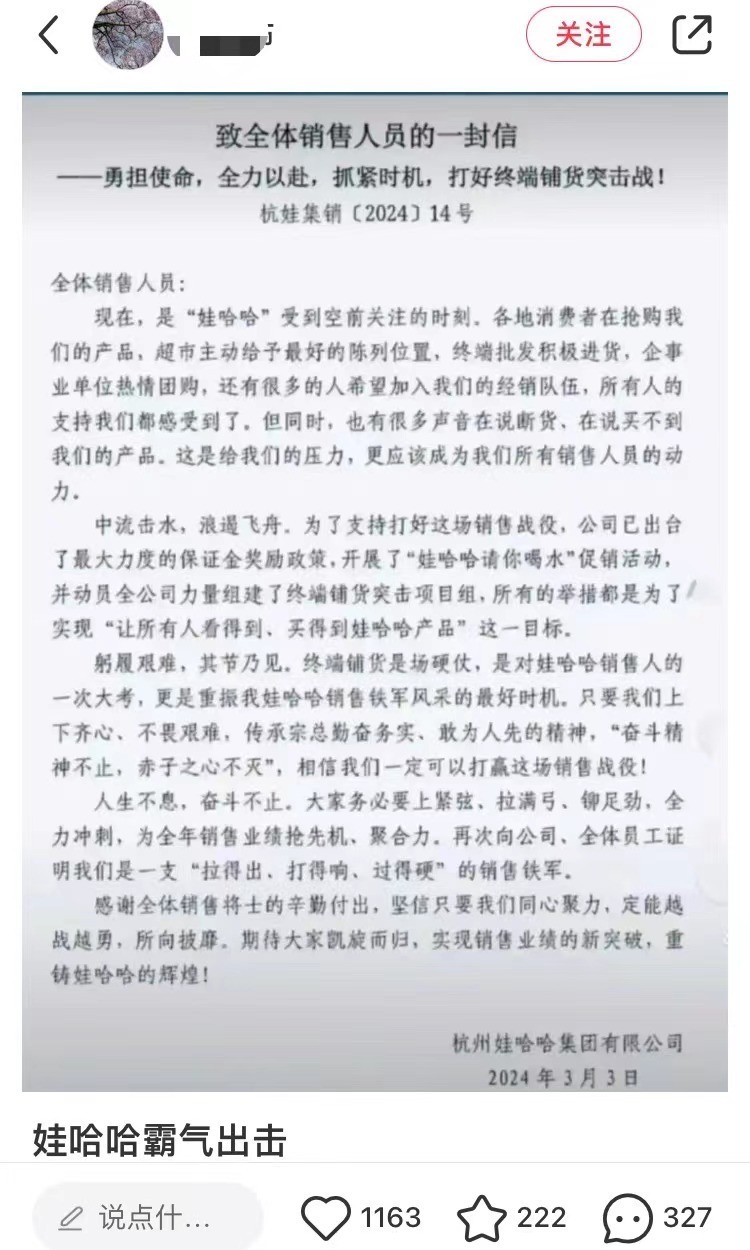 关注
致全体销售人员的一封信
——勇担使命，全力以赴，抓紧时机，打好终端铺货突击战！
杭娃集销〔2024〕14号
全体销售人员：
现在，是“娃哈哈”受到空前关注的时刻。各地消费者在抢购我
们的产品，超市主动给予最好的陈列位置，终端批发积极进货，企事
业单位热情团购，还有很多的人希望加入我们的经销队伍，所有人的
支持我们都感受到了。但同时，也有很多声音在说断货、在说买不到
我们的产品。这是给我们的压力，更应该成为我们所有销售人员的动
力。
中流击水，浪遏飞舟。为了支持打好这场销售战役，公司已出台
了最大力度的保证金奖励政策，开展了“娃哈哈请你喝水”促销活动，
并动员全公司力量组建了终端铺货突击项目组，所有的举措都是为了
实现“让所有人看得到、买得到娃哈哈产品”这一目标。
躬履艰难，其节乃见。终端铺货是场硬仗，是对娃哈哈销售人的
一次大考，更是重振我娃哈哈销售铁军风采的最好时机。只要我们上
下齐心、不畏艰难，传承宗总勤奋务实、敢为人先的精神，“奋斗精
神不止，赤子之心不灭”，相信我们一定可以打赢这场销售战役！
人生不息，奋斗不止。大家务必要上紧弦、拉满弓、铆足劲，全
力冲刺，为全年销售业绩抢先机、聚合力。再次向公司、全体员工证
明我们是一支“拉得出、打得响、过得硬”的销售铁军。
感谢全体销售将士的辛勤付出，坚信只要我们同心聚力，定能越
战越勇，所向披靡。期待大家凯旋而归，实现销售业绩的新突破，重
铸娃哈哈的辉煌！
杭州娃哈哈集团有限公司
2024年3月3日
娃哈哈霸气出击
说点什...
1163
222
327